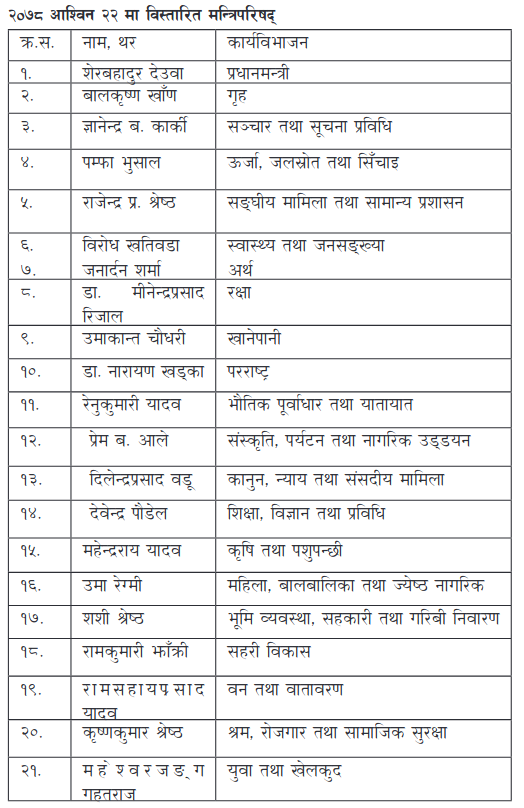 २०७८ आश्विन २२ मा विस्तारित मन्त्रिपरिषद्
क्र.स. नाम, थर कार्यविभाजन
१. शेरबहादुर देउवा प्रधानमन्त्री
२. बालकृष्ण खाँण गृह
३. ज्ञानेन्द्र ब. कार्की सञ्चार तथा सूचना प्रविधि
४. पम्फा भुसाल ऊर्जा, जलस्रोत तथा सिँचाइ
५. राजेन्द्र प्र. श्रेष्ठ सङ्घीय मामिला तथा सामान्य प्रशासन
६. विरोध खतिवडा स्वास्थ्य तथा जनसङ्ख्या
७. जनार्दन शर्मा अर्थ
८. डा. मीनेन्द्रप्रसाद रक्षा
रिजाल
९. उमाकान्त चौधरी खानेपानी
१०. डा. नारायण खड्का परराष्ट्र
११. रेनुकुमारी यादव भौतिक पूर्वाधार तथा यातायात
१२. प्रेम ब. आले संस्कृति, पर्यटन तथा नागरिक उड्डयन
१३. दिलेन्द्रप्रसाद वडू कानुन, न्याय तथा संसदीय मामिला
१४. देवेन्द्र पौडेल शिक्षा, विज्ञान तथा प्रविधि
१५. महेन्द्रराय यादव कृषि तथा पशुपन्छी
१६. उमा रेग्मी महिला, बालबालिका तथा ज्येष्ठ नागरिक
१७. शशी श्रेष्ठ भूमि व्यवस्था, सहकारी तथा गरिबी निवारण
१८. रामकुमारी झाँक्री सहरी विकास
१९. रामसहायप्रसाद वन तथा वातावरण
यादव
२०. कृष्णकुमार श्रेष्ठ श्रम, रोजगार तथा सामाजिक सुरक्षा
२१. महेश्वरजङ्ग युवा तथा खेलकुद
गहतराज